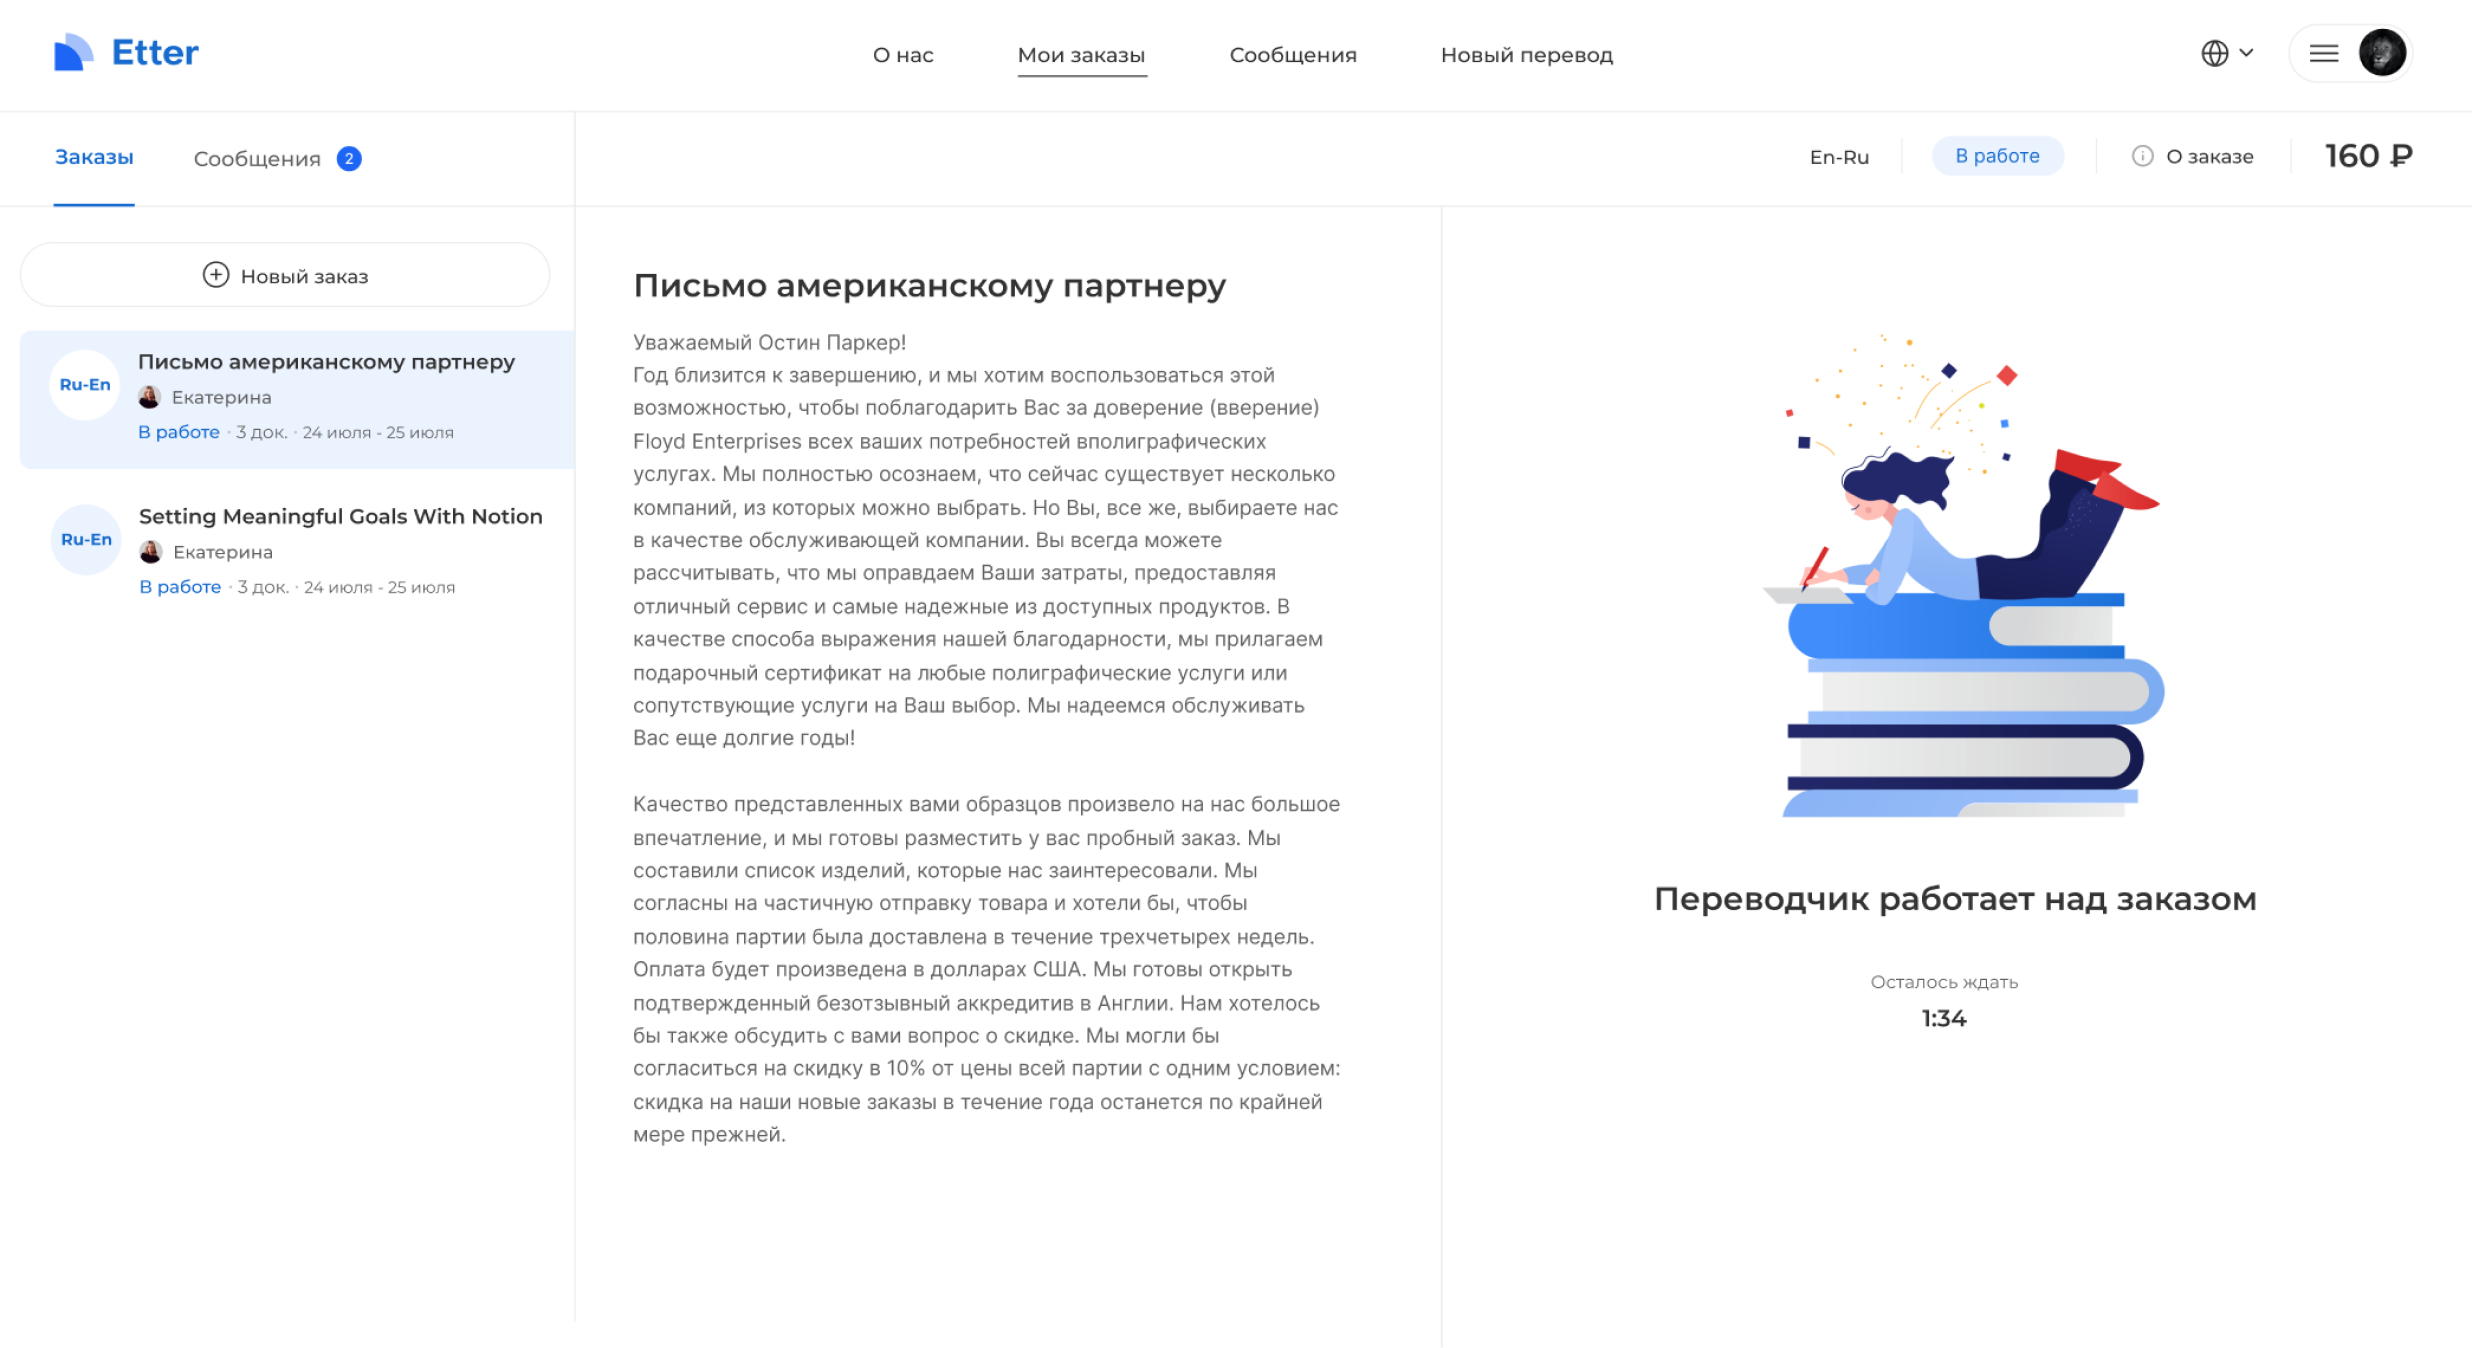 Etter
О нас
Мои заказы
Сообщения
Новый перевод
Заказы
Сообщения 2
En-Ru
В работе
О заказе
160 ₽
Новый заказ
Ru-En
Письмо американскому партнеру
Екатерина
В работе · 3 док. · 24 июля - 25 июля
Ru-En
Setting Meaningful Goals With Notion
Екатерина
В работе · 3 док. · 24 июля - 25 июля
Письмо американскому партнеру
Уважаемый Остин Паркер!
Год близится к завершению, и мы хотим воспользоваться этой
возможностью, чтобы поблагодарить Вас за доверение (вверение)
Floyd Enterprises всех ваших потребностей вполиграфических
услугах. Мы полностью осознаем, что сейчас существует несколько
компаний, из которых можно выбрать. Но Вы, все же, выбираете нас
в качестве обслуживающей компании. Вы всегда можете
рассчитывать, что мы оправдаем Ваши затраты, предоставляя
отличный сервис и самые надежные из доступных продуктов. В
качестве способа выражения нашей благодарности, мы прилагаем
подарочный сертификат на любые полиграфические услуги или
сопутствующие услуги на Ваш выбор. Мы надеемся обслуживать
Вас еще долгие годы!
Качество представленных вами образцов произвело на нас большое
впечатление, и мы готовы разместить у вас пробный заказ. Мы
составили список изделий, которые нас заинтересовали. Мы
согласны на частичную отправку товара и хотели бы, чтобы
половина партии была доставлена в течение трехчетырех недель.
Оплата будет произведена в долларах США. Мы готовы открыть
подтвержденный безотзывный аккредитив в Англии. Нам хотелось
бы также обсудить с вами вопрос о скидке. Мы могли бы
согласиться на скидку в 10% от цены всей партии с одним условием:
скидка на наши новые заказы в течение года останется по крайней
мере прежней.
Переводчик работает над заказом
Осталось ждать
1:34